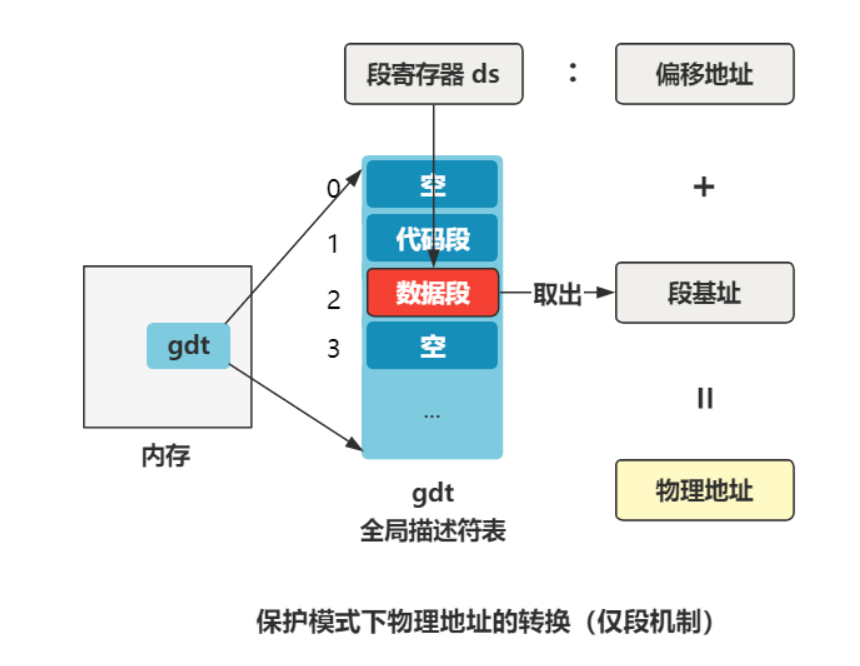 段寄存器 ds : 偏移地址
0 空
+
1 代码段
2 数据段 取出 段基址
gdt
3 空
=
...
内存
物理地址
gdt
全局描述符表
保护模式下物理地址的转换（仅段机制）